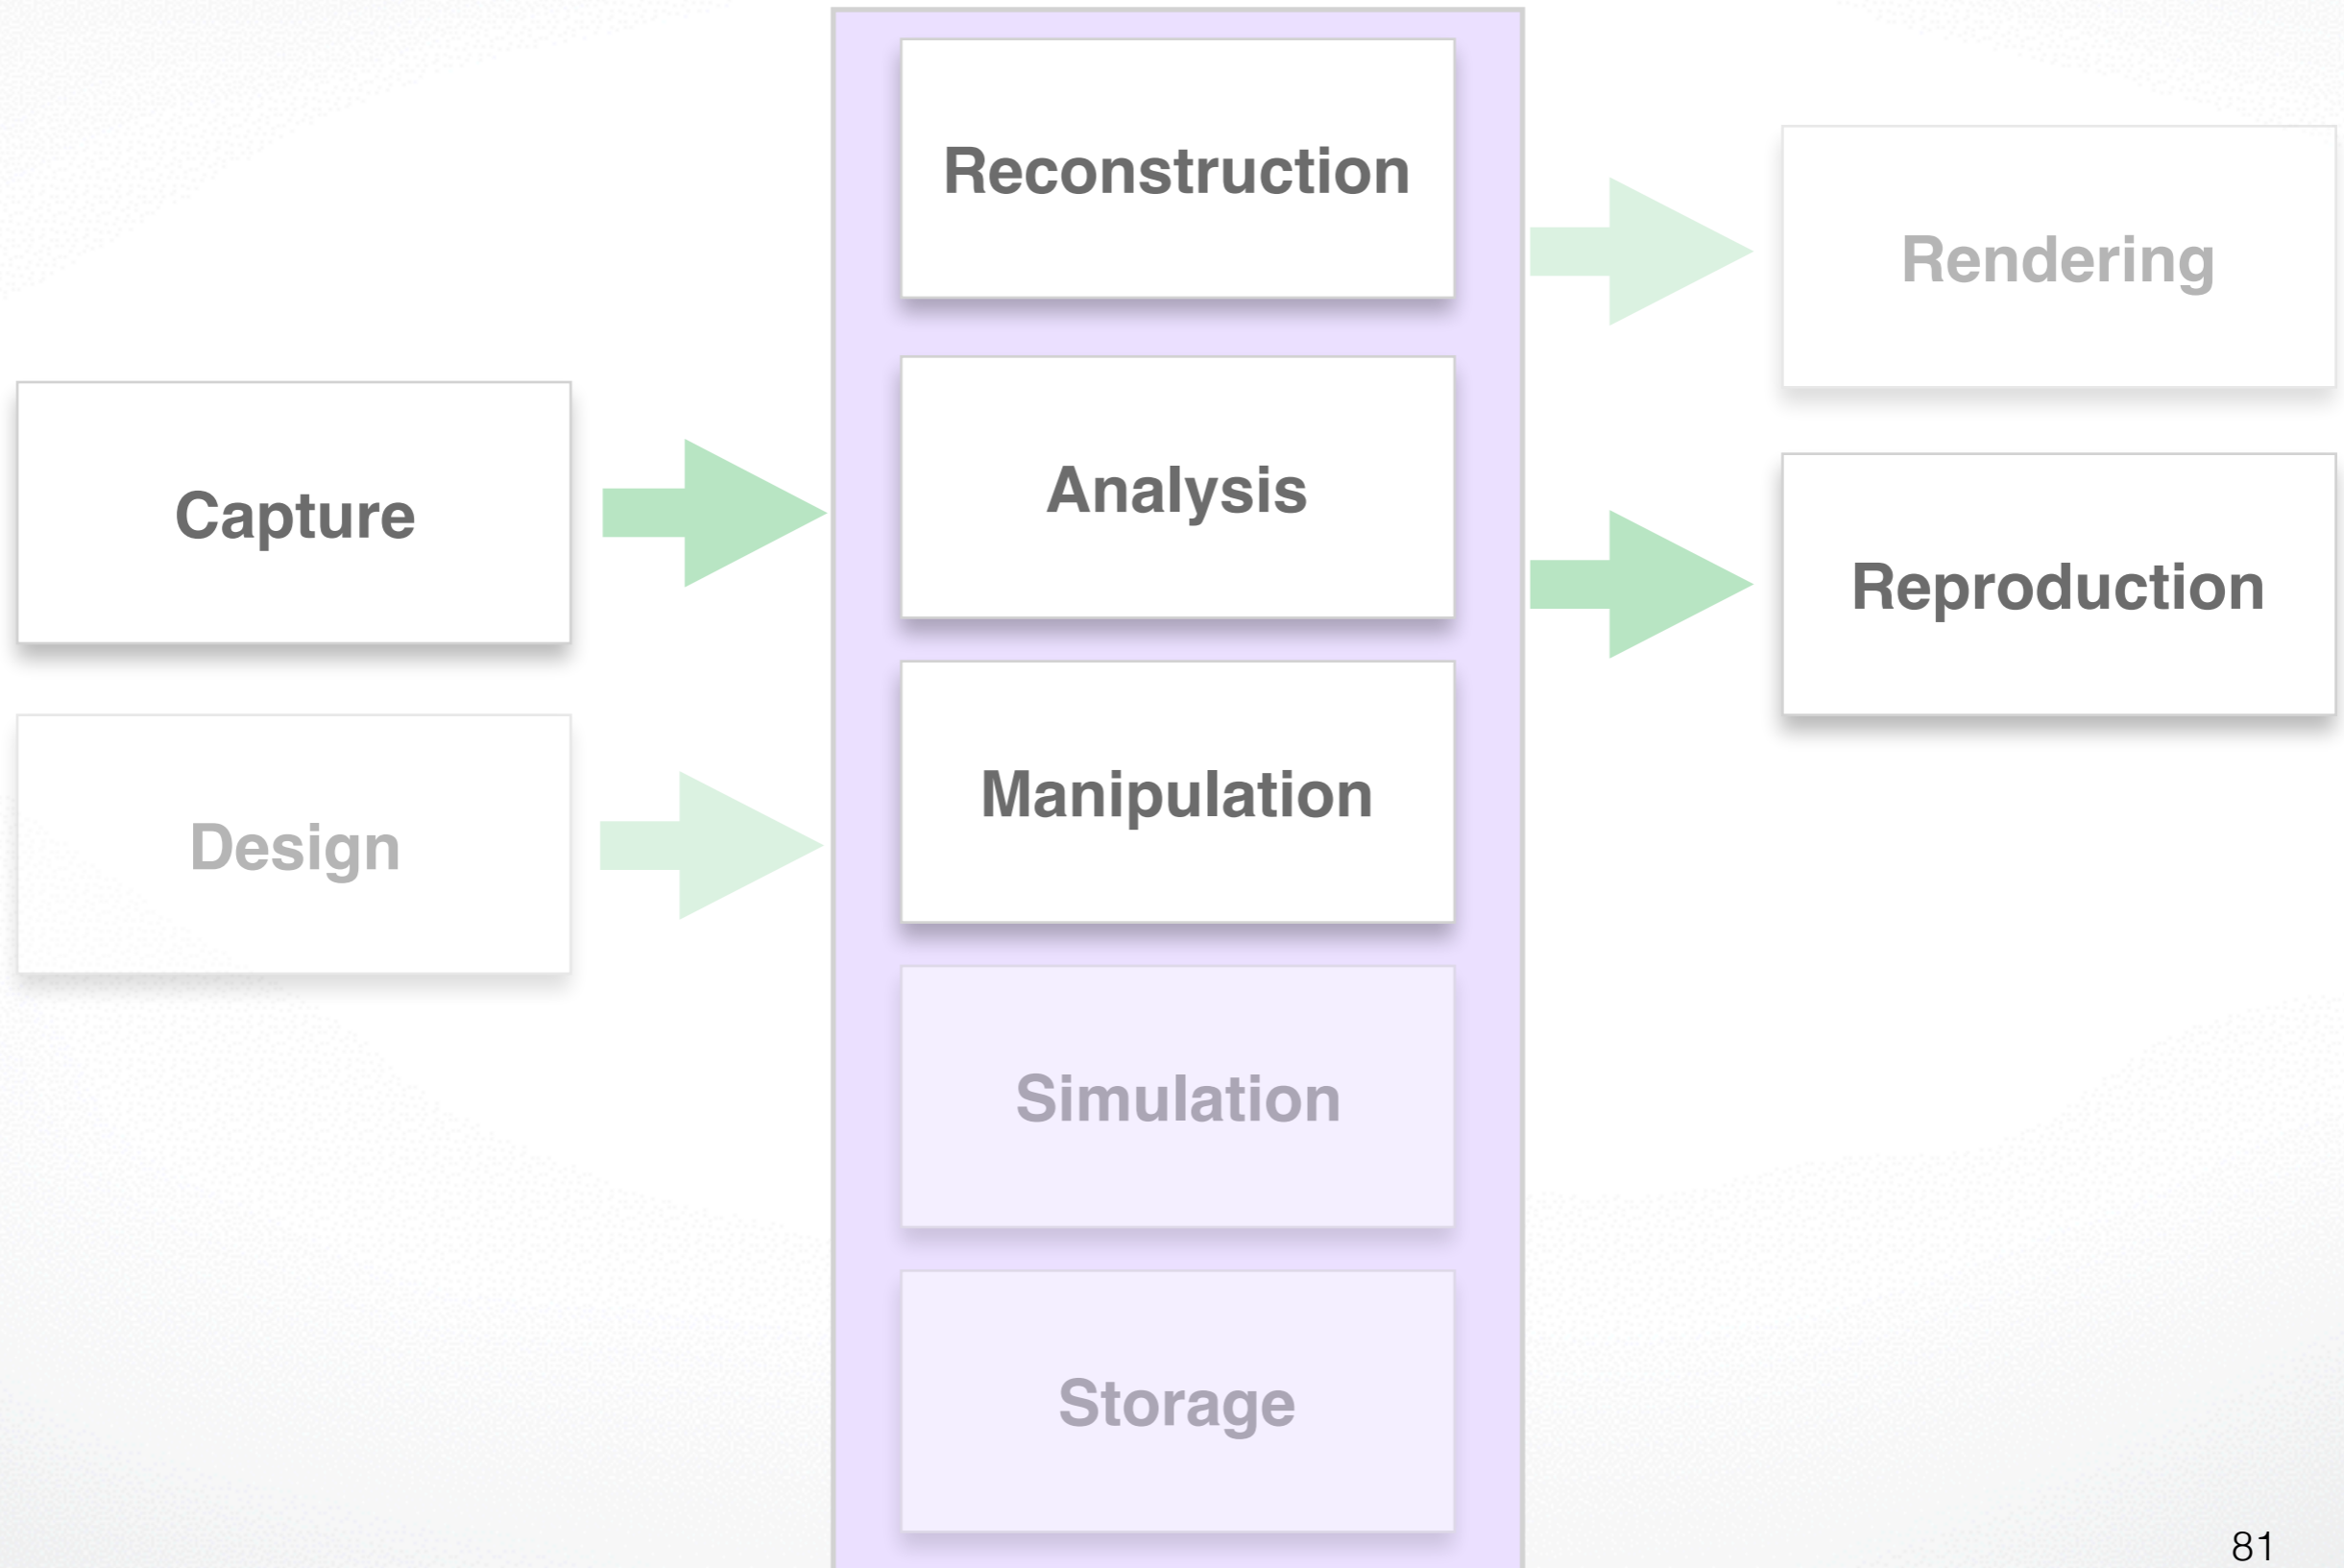 Capture
Design
Reconstruction
Analysis
Manipulation
Simulation
Storage
Rendering
Reproduction
81